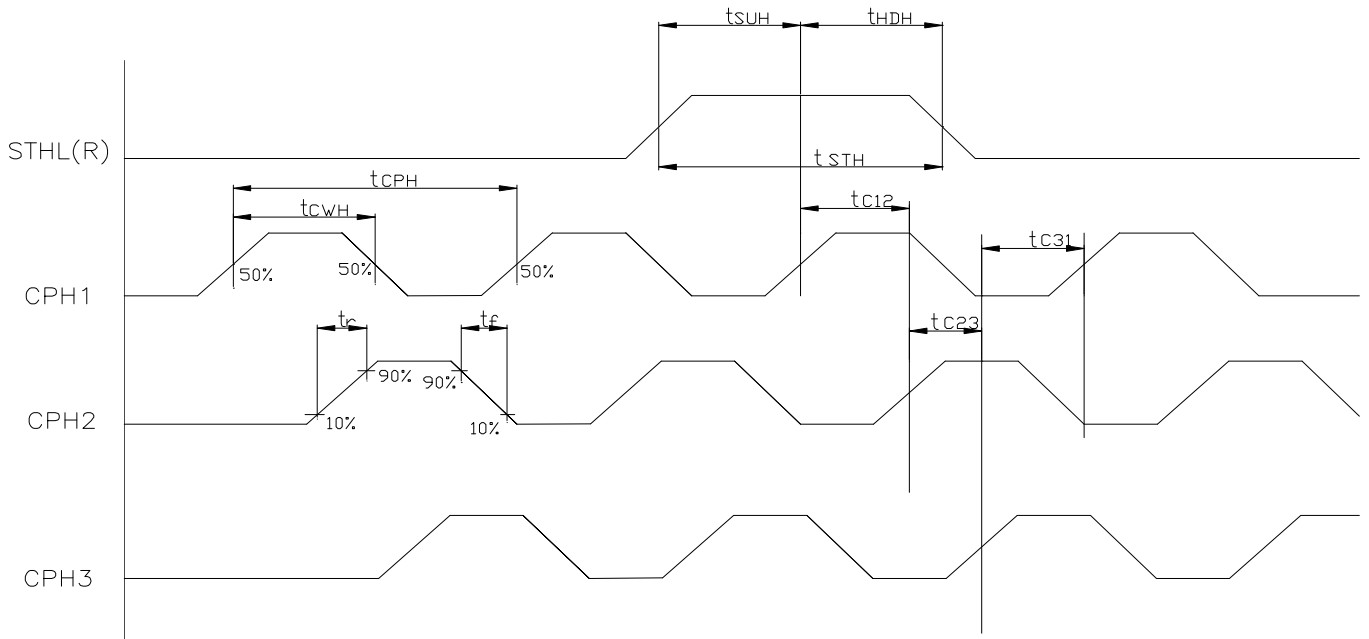 tSUH tHDH
STHL(R)
tSTH
tCPH
tCWH
tC12
tC31
50% 50% 50%
CPH1
tr tf
tC23
90% 90%
10% 10%
CPH2
CPH3